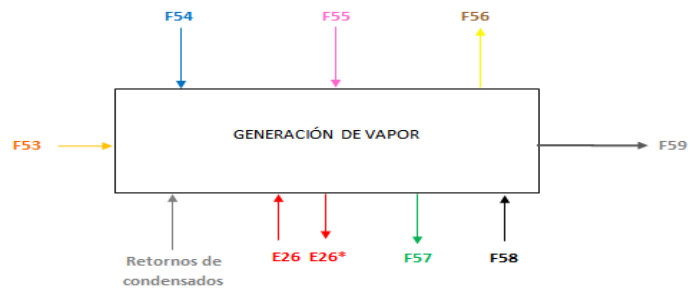 F54 F55 F56
GENERACIÓN DE VAPOR
F53 F59
Retornos de
condensados
E26 E26* F57 F58